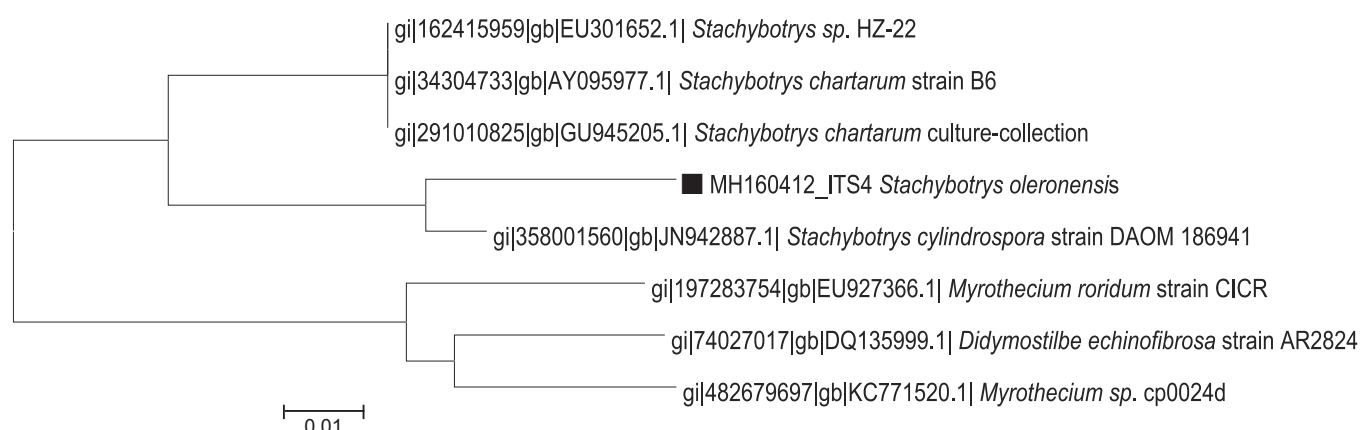 gi|162415959|gb|EU301652.1| Stachybotrys sp. HZ-22
gi|34304733|gb|AY095977.1| Stachybotrys chartarum strain B6
gi|291010825|gb|GU945205.1| Stachybotrys chartarum culture-collection
MH160412_ITS4 Stachybotrys oleronensis
gi|358001560|gb|JN942887.1| Stachybotrys cylindrospora strain DAOM 186941
gi|197283754|gb|EU927366.1| Myrothecium roridum strain CICR
gi|74027017|gb|DQ135999.1| Didymostilbe echinofibrosa strain AR2824
gi|482679697|gb|KC771520.1| Myrothecium sp. cp0024d
0.01